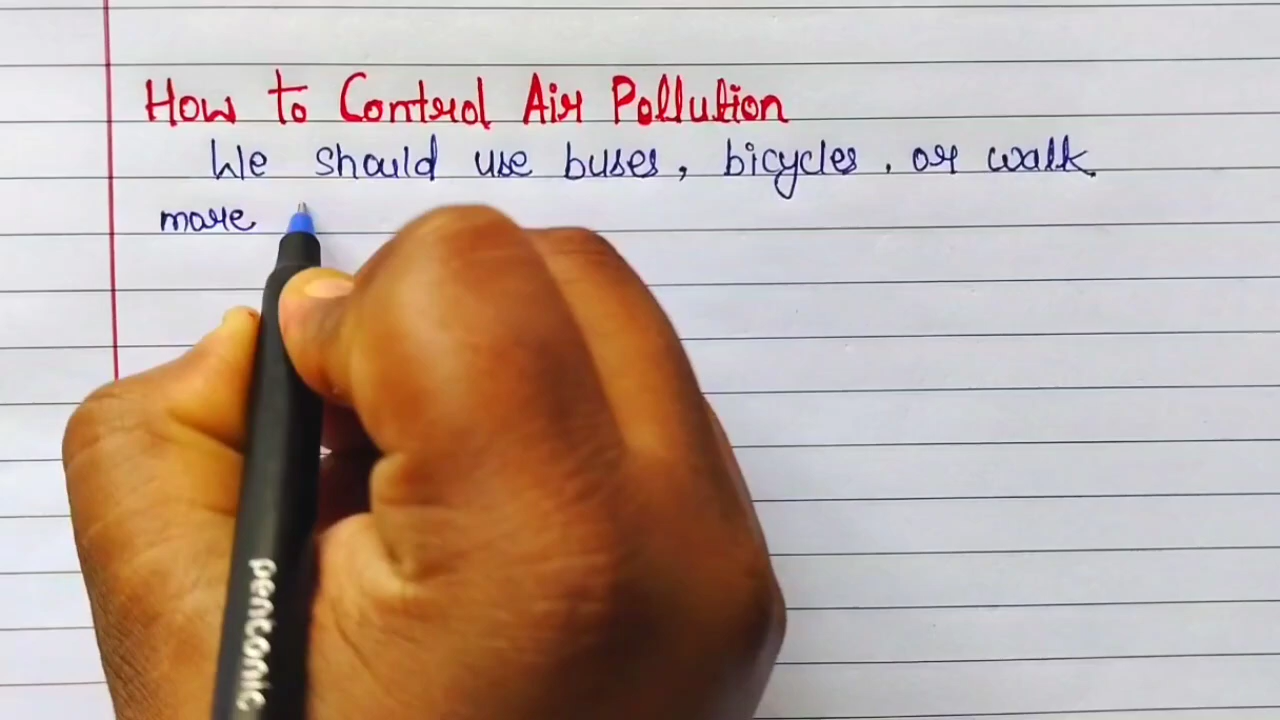 How to Control Air Pollution
We should use buses, bicycles, or walk
more
pentonic